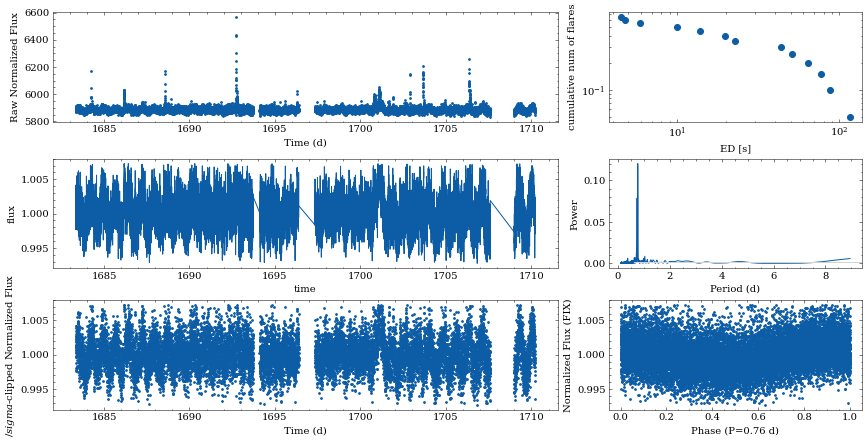 Raw Normalized Flux
6600
6400
6200
6000
5800
1685 1690 1695 1700 1705 1710
Time (d)
cumulative num of flares
10⁻¹
10¹ 10²
ED [s]
flux
1.005
1.000
0.995
1685 1690 1695 1700 1705 1710
time
Power
0.10
0.05
0.00
0 2 4 6 8
Period (d)
/sigma-clipped Normalized Flux
1.005
1.000
0.995
1685 1690 1695 1700 1705 1710
Time (d)
Normalized Flux (FIX)
1.005
1.000
0.995
0.0 0.2 0.4 0.6 0.8 1.0
Phase (P=0.76 d)